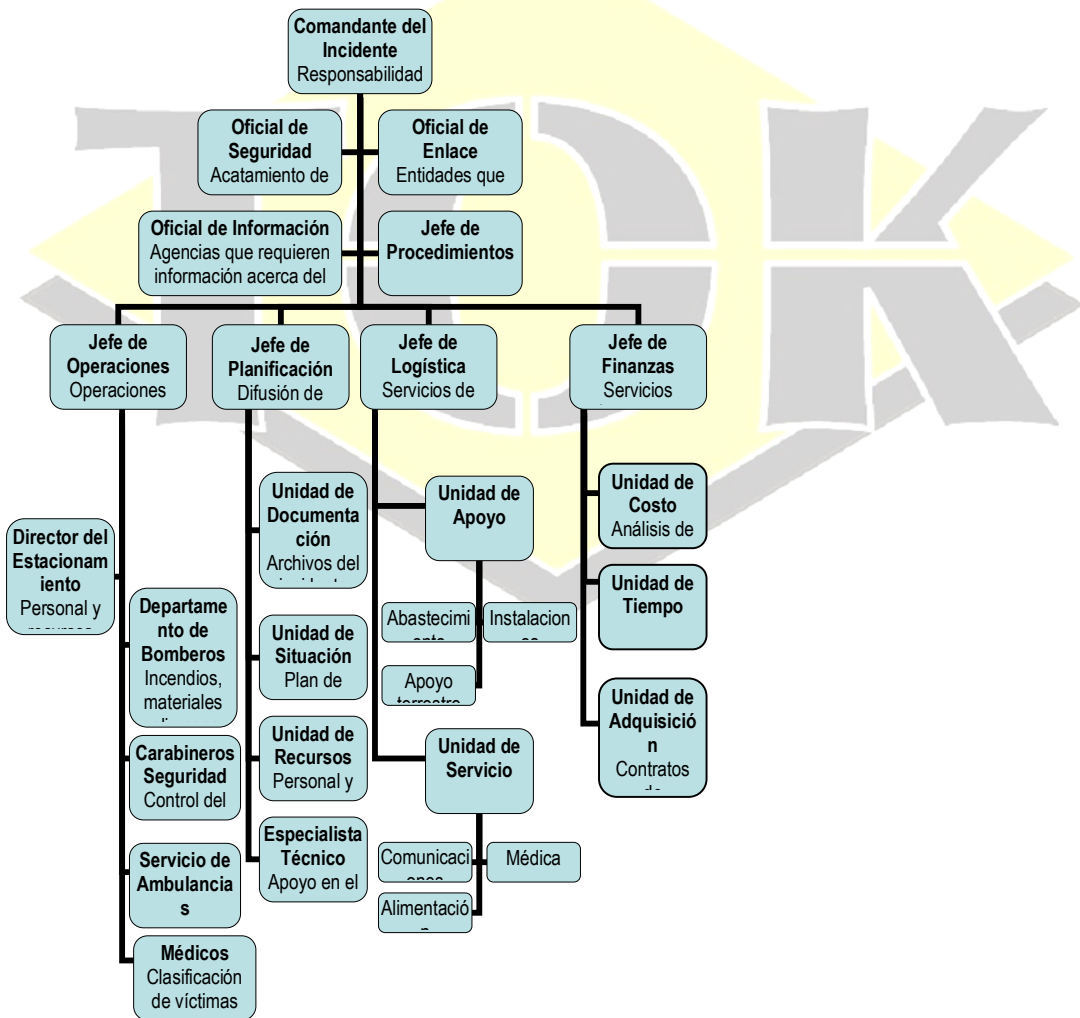 Comandante del
Incidente
Responsabilidad
Oficial de
Seguridad
Acatamiento de
Oficial de
Enlace
Entidades que
Oficial de Información
Agencias que requieren
información acerca del
Jefe de
Procedimientos
Jefe de
Operaciones
Operaciones
Jefe de
Planificación
Difusión de
Jefe de
Logística
Servicios de
Jefe de
Finanzas
Servicios
Director del
Estacionam
iento
Personal y
Departame
nto de
Bomberos
Incendios,
materiales
Carabineros
Seguridad
Control del
Servicio de
Ambulancia
s
Médicos
Clasificación
de víctimas
Unidad de
Documenta
ción
Archivos del
Unidad de
Situación
Plan de
Unidad de
Recursos
Personal y
Especialista
Técnico
Apoyo en el
Unidad de
Apoyo
Abastecimi
Instalacion
Apoyo
Unidad de
Servicio
Comunicaci
Médica
Alimentació
Unidad de
Costo
Análisis de
Unidad de
Tiempo
Unidad de
Adquisició
n
Contratos